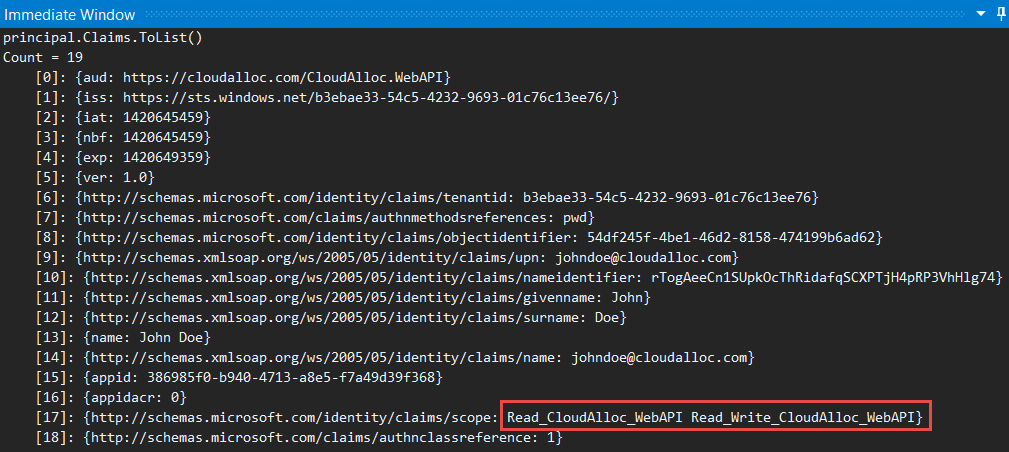 Immediate Window
principal.Claims.ToList()
Count = 19
[0]: {aud: https://cloudalloc.com/CloudAlloc.WebAPI}
[1]: {iss: https://sts.windows.net/b3ebae33-54c5-4232-9693-01c76c13ee76/}
[2]: {iat: 1420645459}
[3]: {nbf: 1420645459}
[4]: {exp: 1420649359}
[5]: {ver: 1.0}
[6]: {http://schemas.microsoft.com/identity/claims/tenantid: b3ebae33-54c5-4232-9693-01c76c13ee76}
[7]: {http://schemas.microsoft.com/claims/authnmethodsreferences: pwd}
[8]: {http://schemas.microsoft.com/identity/claims/objectidentifier: 54df245f-4be1-46d2-8158-474199b6ad62}
[9]: {http://schemas.xmlsoap.org/ws/2005/05/identity/claims/upn: johndoe@cloudalloc.com}
[10]: {http://schemas.xmlsoap.org/ws/2005/05/identity/claims/nameidentifier: rTogAeeCn1SUpkOcThRidafqSCXPTjH4pRP3VhHlg74}
[11]: {http://schemas.xmlsoap.org/ws/2005/05/identity/claims/givenname: John}
[12]: {http://schemas.xmlsoap.org/ws/2005/05/identity/claims/surname: Doe}
[13]: {name: John Doe}
[14]: {http://schemas.xmlsoap.org/ws/2005/05/identity/claims/name: johndoe@cloudalloc.com}
[15]: {appid: 386985f0-b940-4713-a8e5-f7a49d39f368}
[16]: {appidacr: 0}
[17]: {http://schemas.microsoft.com/identity/claims/scope: Read_CloudAlloc_WebAPI Read_Write_CloudAlloc_WebAPI}
[18]: {http://schemas.microsoft.com/claims/authnclassreference: 1}